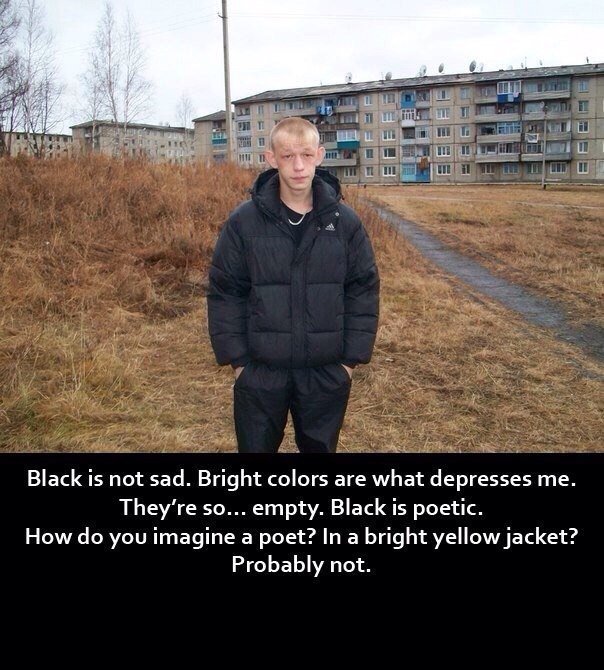 Black is not sad. Bright colors are what depresses me.
They’re so... empty. Black is poetic.
How do you imagine a poet? In a bright yellow jacket?
Probably not.